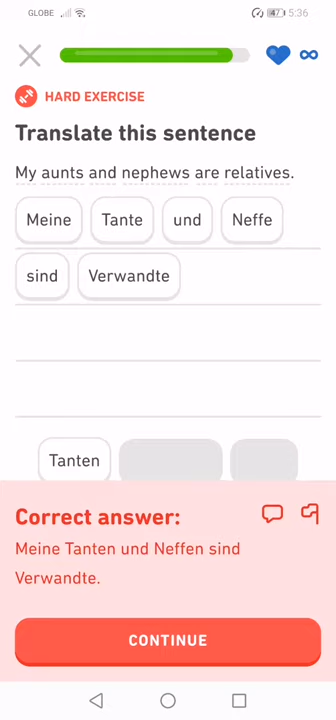 GLOBE 47 5:36
HARD EXERCISE
Translate this sentence
My aunts and nephews are relatives.
Meine Tante und Neffe
sind Verwandte
Tanten
Correct answer:
Meine Tanten und Neffen sind
Verwandte.
CONTINUE